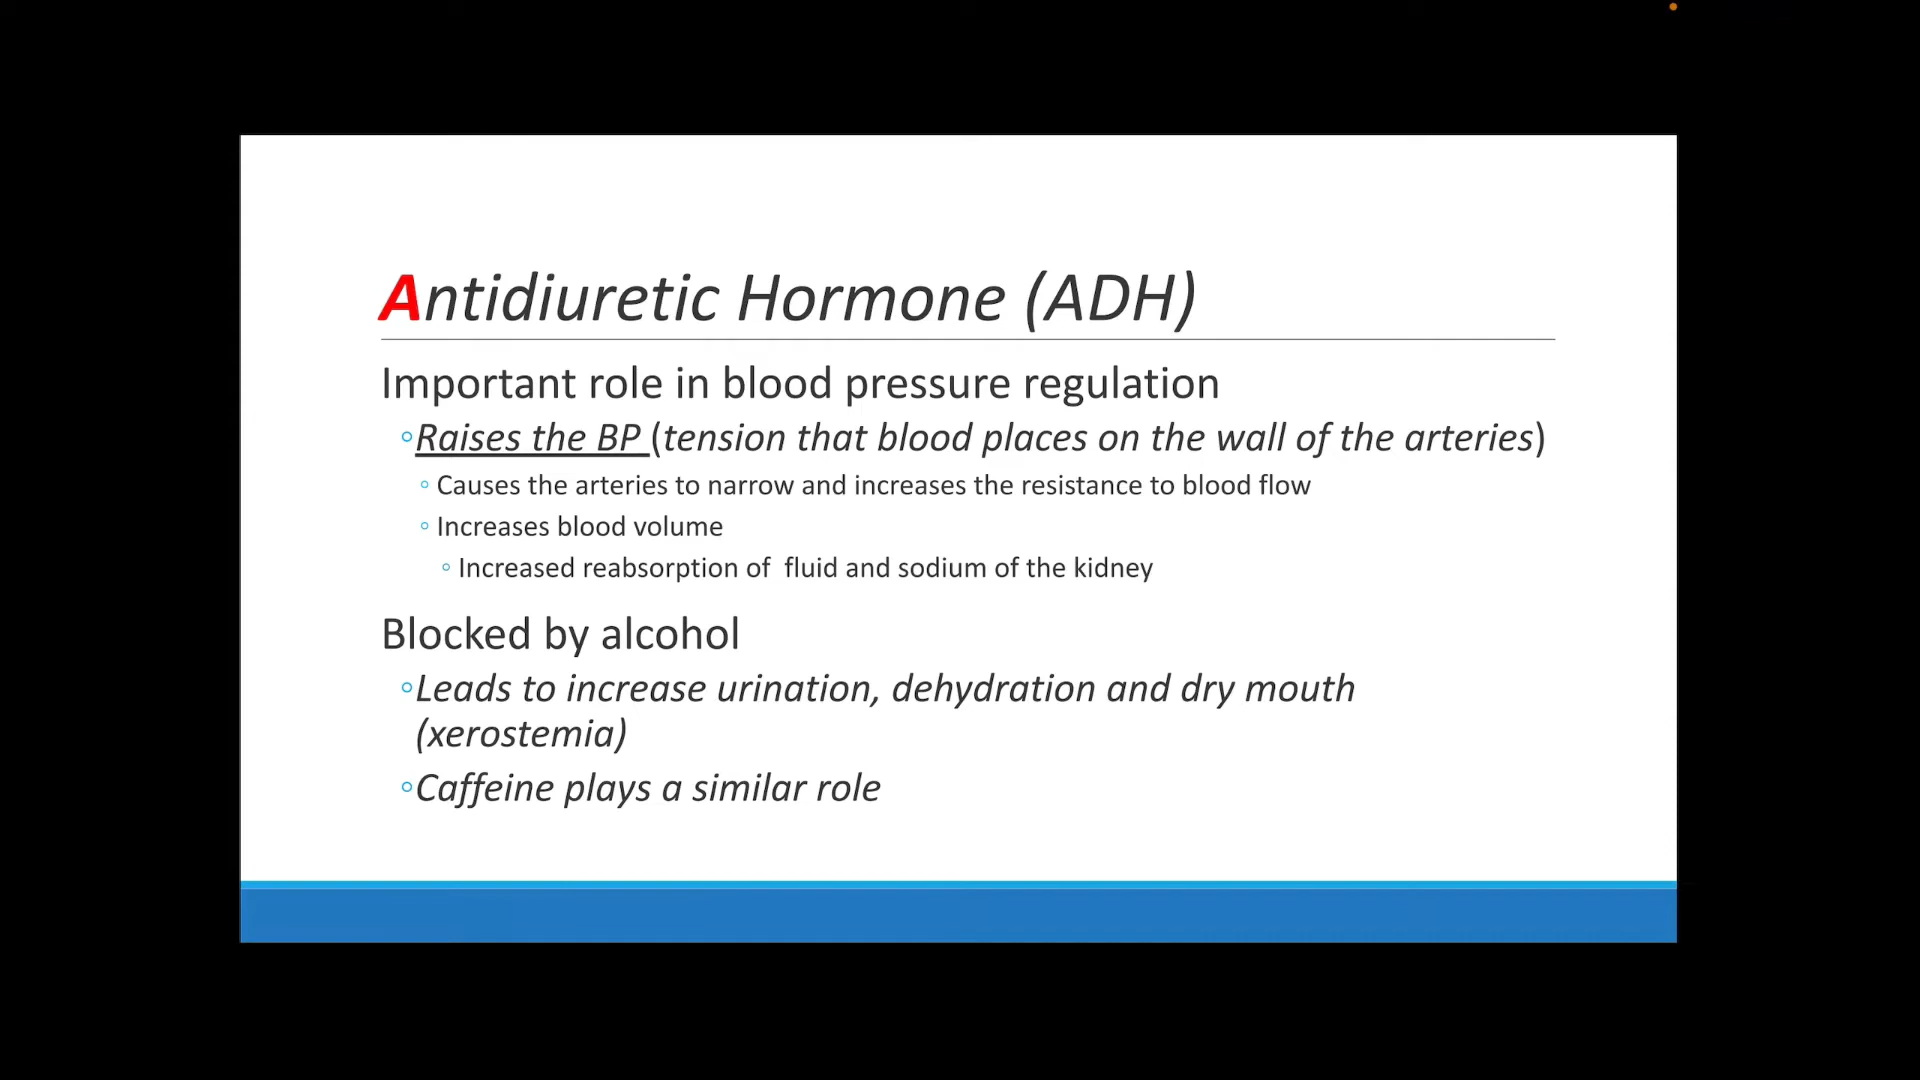 Antidiuretic Hormone (ADH)
Important role in blood pressure regulation
◦Raises the BP (tension that blood places on the wall of the arteries)
◦ Causes the arteries to narrow and increases the resistance to blood flow
◦ Increases blood volume
◦ Increased reabsorption of  fluid and sodium of the kidney
Blocked by alcohol
◦Leads to increase urination, dehydration and dry mouth
(xerostemia)
◦Caffeine plays a similar role